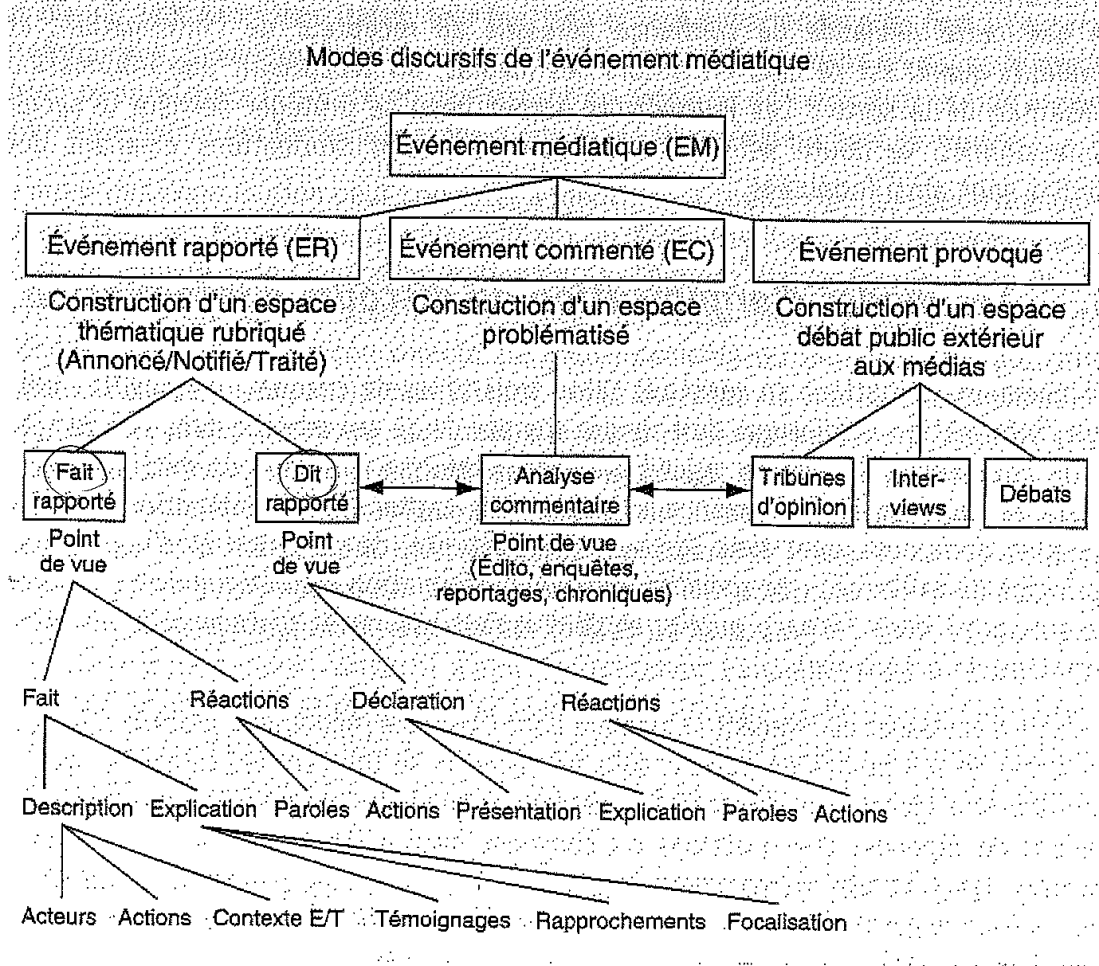 Modes discursifs de l'événement médiatique
Événement médiatique (EM)
Événement rapporté (ER)
Événement commenté (EC)
Événement provoqué
Construction d'un espace
thématique rubriqué
(Annoncé/Notifié/Traité)
Construction d'un espace
problématisé
Construction d'un espace
débat public extérieur
aux médias
Fait
rapporté
Dit
rapporté
Analyse
commentaire
Tribunes
d'opinion
Inter-
views
Débats
Point
de vue
Point
de vue
Point de vue
(Édito, enquêtes,
reportages, chroniques)
Fait
Réactions
Déclaration
Réactions
Description
Explication
Paroles
Actions
Présentation
Explication
Paroles
Actions
Acteurs
Actions
Contexte E/T
Témoignages
Rapprochements
Focalisation